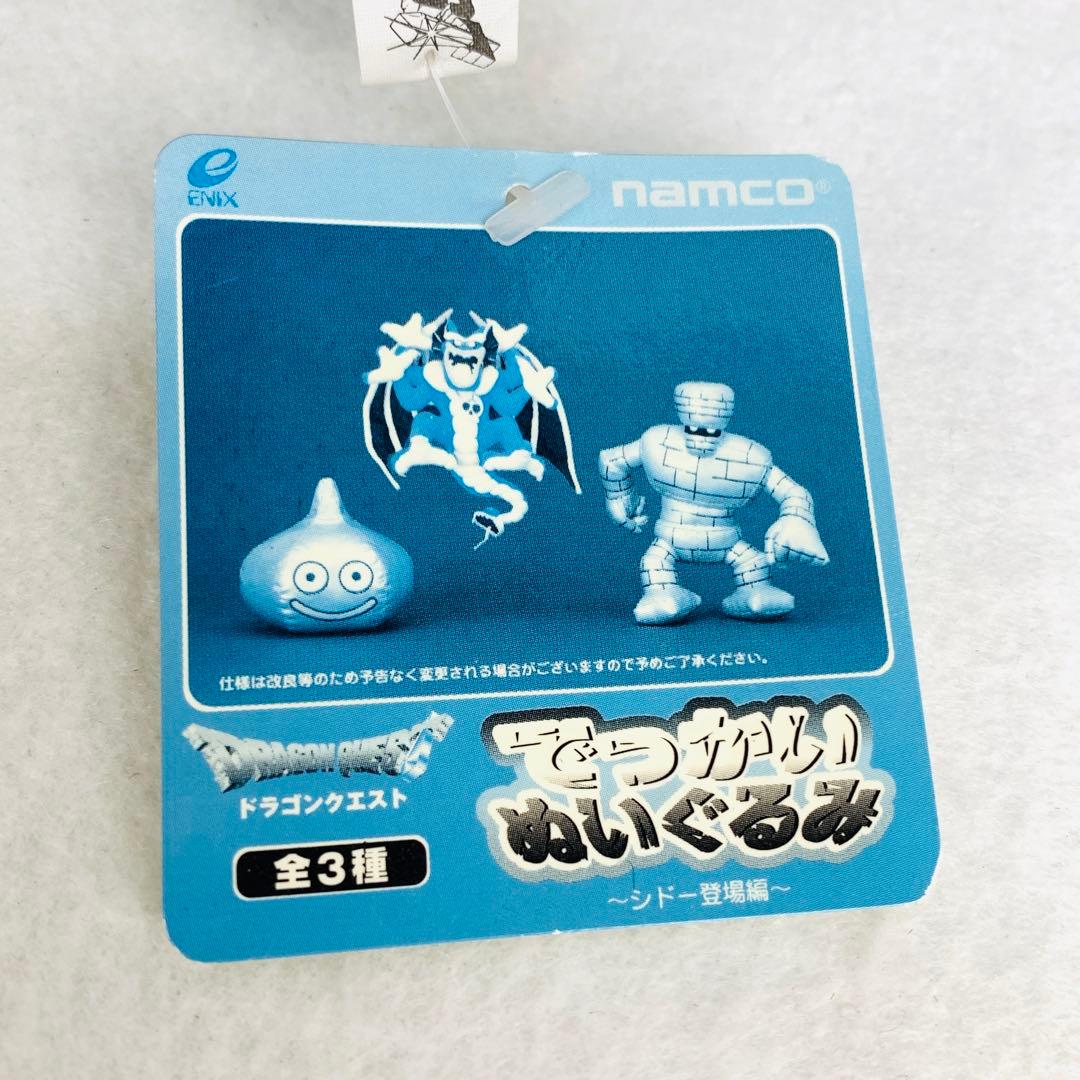 ENIX
namco®
仕様は改良等のため予告なく変更される場合がございますので予めご了承ください。
DRAGON QUEST
ドラゴンクエスト
全3種
でっかい
ぬいぐるみ
～シドー登場編～